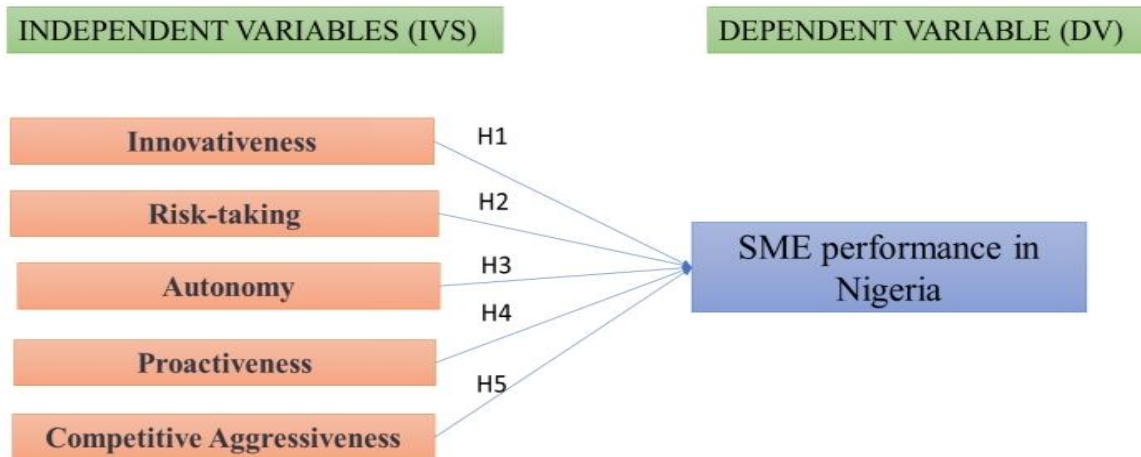 INDEPENDENT VARIABLES (IVS)
DEPENDENT VARIABLE (DV)
Innovativeness
H1
Risk-taking
H2
Autonomy
H3
Proactiveness
H4
Competitive Aggressiveness
H5
SME performance in
Nigeria